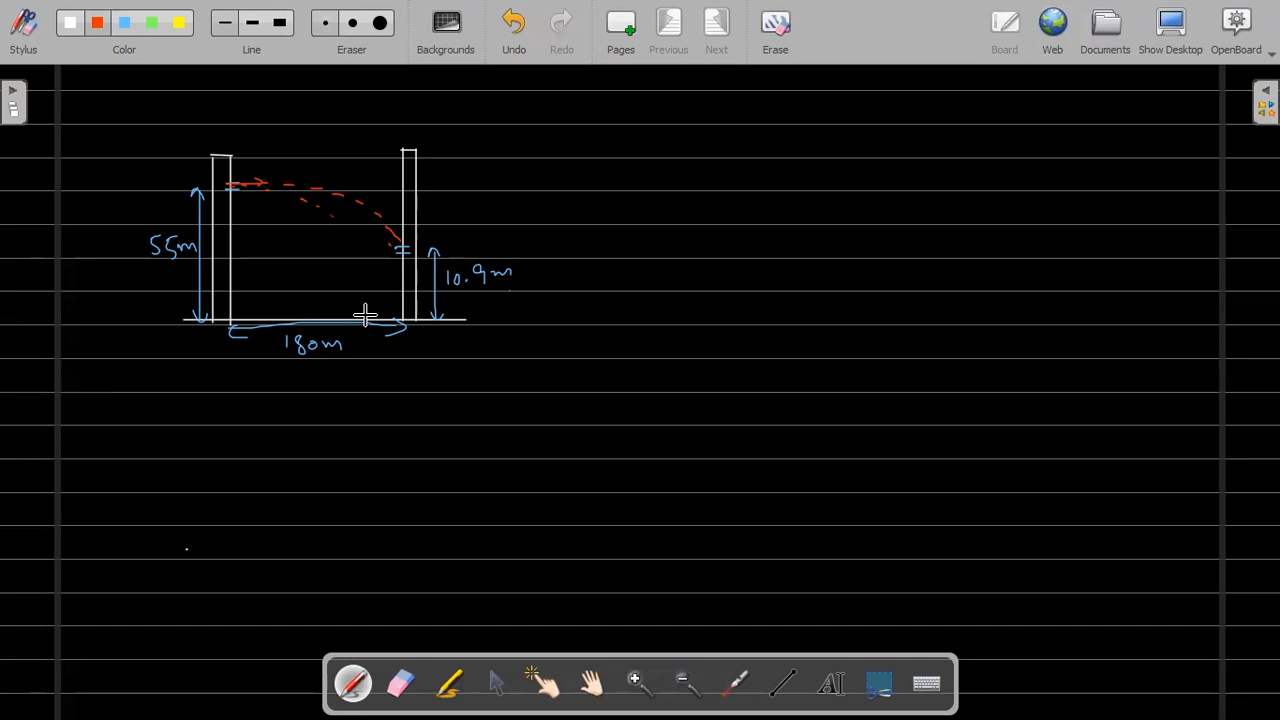 Stylus
Color
Line
Eraser
Backgrounds
Undo
Redo
Pages
Previous
Next
Erase
Board
Web
Documents
Show Desktop
OpenBoard
55m
10.9m
180m
AI